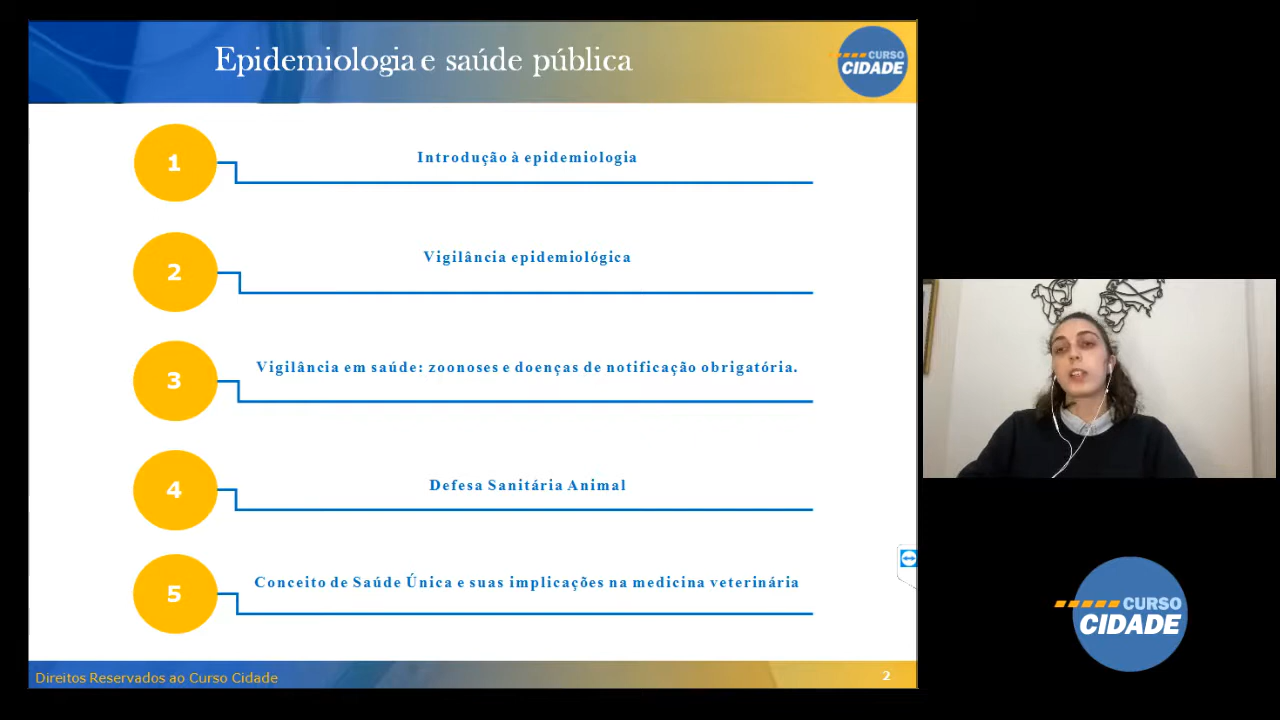 Epidemiologia e saúde pública
CURSO
CIDADE
1
Introdução à epidemiologia
2
Vigilância epidemiológica
3
Vigilância em saúde: zoonoses e doenças de notificação obrigatória.
4
Defesa Sanitária Animal
5
Conceito de Saúde Única e suas implicações na medicina veterinária
Direitos Reservados ao Curso Cidade
2
CURSO
CIDADE